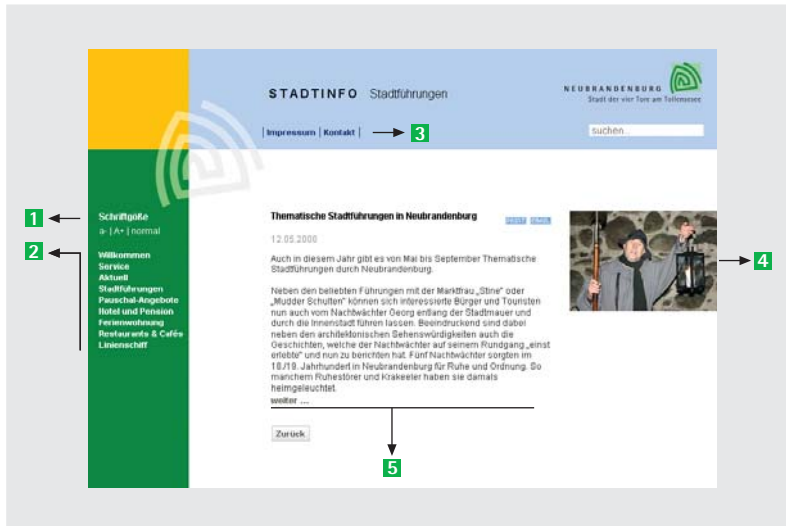 STADTINFO Stadtführungen
NEUBRANDENBURG
Stadt der vier Tore am Tollensesee
| Impressum | Kontakt |
3
suchen...
1
Schriftgöße
a- | A+ | normal
2
Willkommen
Service
Aktuell
Stadtführungen
Pauschal-Angebote
Hotel und Pension
Ferienwohnung
Restaurants & Cafés
Linienschiff
Thematische Stadtführungen in Neubrandenburg
PRINT EMAIL
12.05.2008
Auch in diesem Jahr gibt es von Mai bis September Thematische
Stadtführungen durch Neubrandenburg.
Neben den beliebten Führungen mit der Marktfrau „Stine" oder
„Mudder Schulten" können sich interessierte Bürger und Touristen
nun auch vom Nachtwächter Georg entlang der Stadtmauer und
durch die Innenstadt führen lassen. Beeindruckend sind dabei
neben den architektonischen Sehenswürdigkeiten auch die
Geschichten, welche der Nachtwächter auf seinem Rundgang „einst
erlebte" und nun zu berichten hat. Fünf Nachtwächter sorgten im
18./19. Jahrhundert in Neubrandenburg für Ruhe und Ordnung. So
manchem Ruhestörer und Krakeeler haben sie damals
heimgeleuchtet.
weiter ...
4
Zurück
5